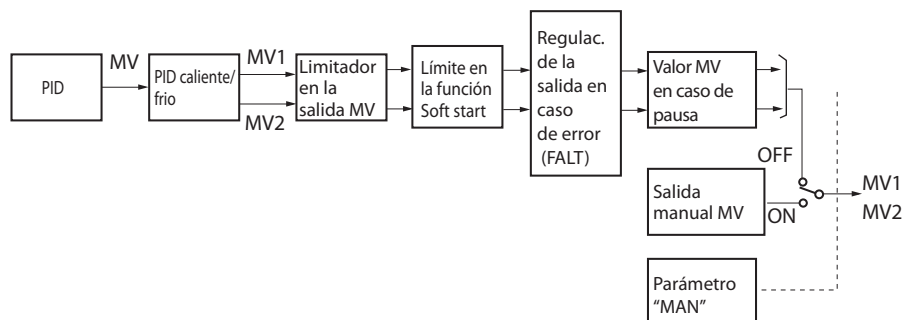 PID
MV
PID caliente/
frio
MV1
MV2
Limitador
en la
salida MV
Límite en
la función
Soft start
Regulac.
de la
salida en
caso
de error
(FALT)
Valor MV
en caso de
pausa
OFF
Salida
manual MV
ON
MV1
MV2
Parámetro
“MAN”